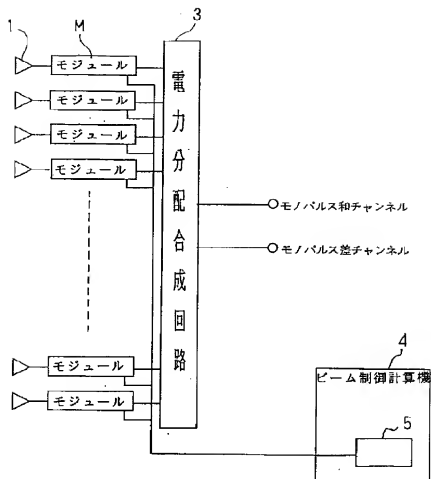 1
M
3
モジュール
モジュール
モジュール
モジュール
電力分配合成回路
モノパルス和チャンネル
モノパルス差チャンネル
モジュール
モジュール
4
ビーム制御計算機
5